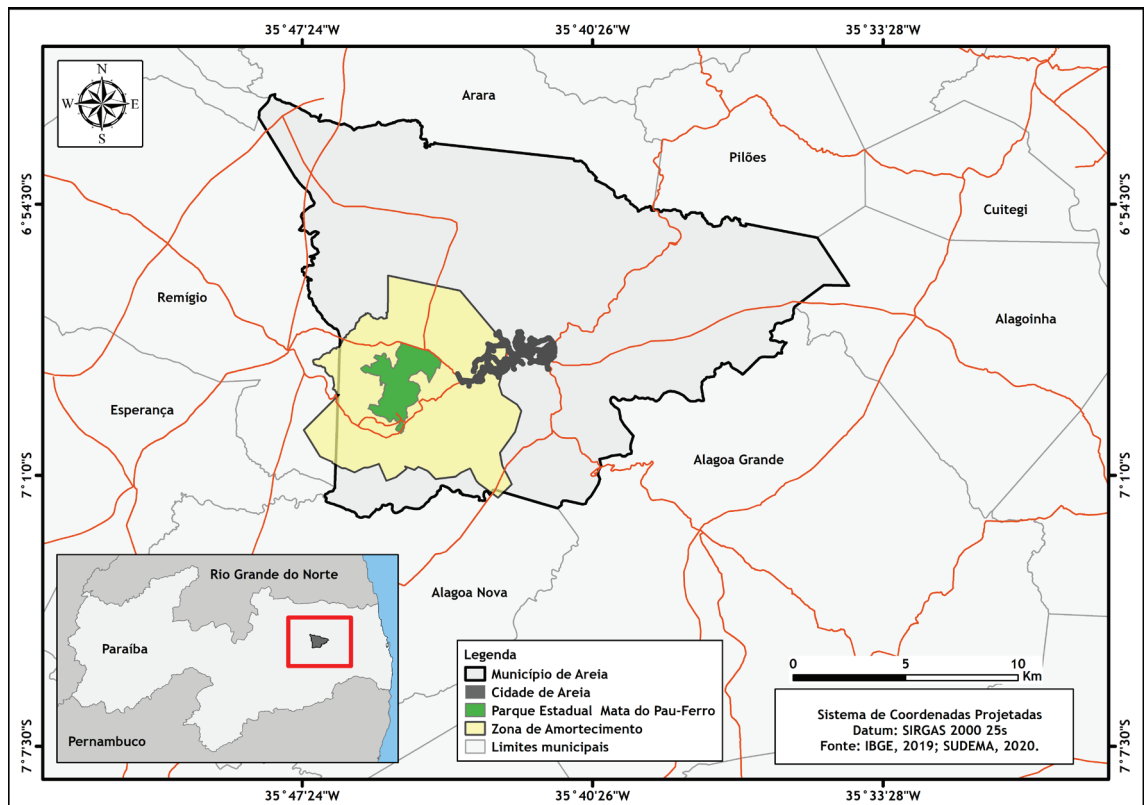 35°47'24"W
35°40'26"W
35°33'28"W
N
W
E
S
Arara
Pilões
6°54'30"S
6°54'30"S
Cuitegi
Remígio
Alagoinha
Esperança
Alagoa Grande
7°1'0"S
7°1'0"S
Alagoa Nova
Rio Grande do Norte
Paraíba
Pernambuco
Legenda
Município de Areia
Cidade de Areia
Parque Estadual Mata do Pau-Ferro
Zona de Amortecimento
Limites municipais
0
5
10
Km
Sistema de Coordenadas Projetadas
Datum: SIRGAS 2000 25s
Fonte: IBGE, 2019; SUDEMA, 2020.
7°7'30"S
7°7'30"S
35°47'24"W
35°40'26"W
35°33'28"W